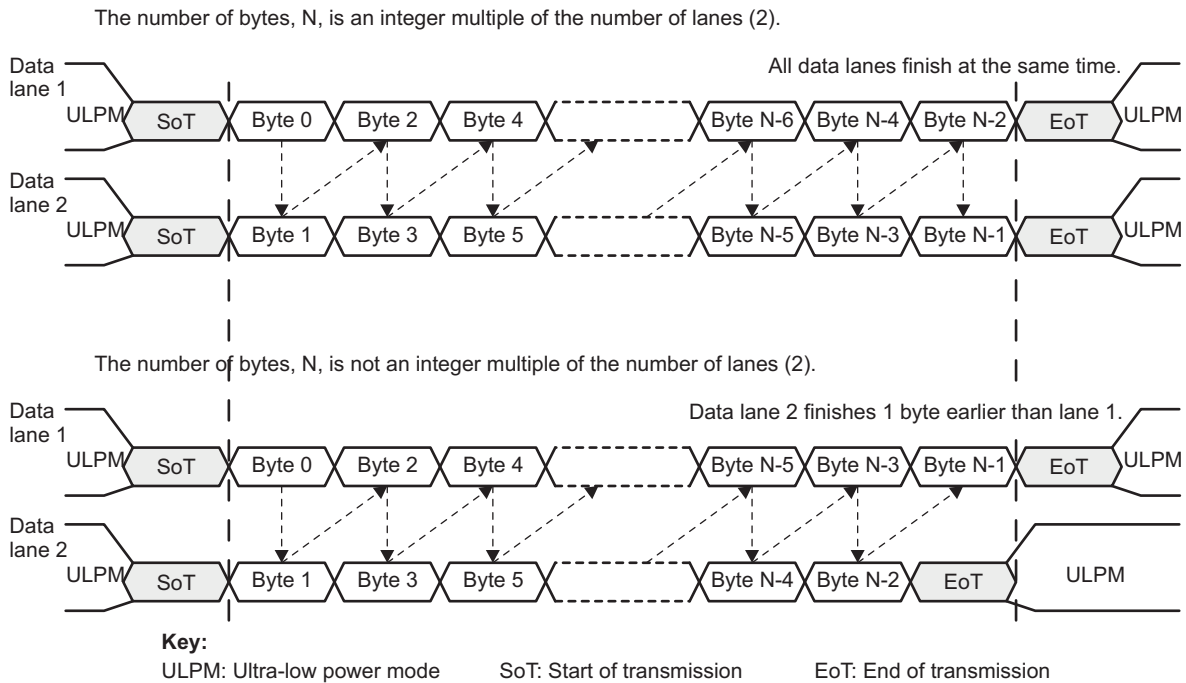 The number of bytes, N, is an integer multiple of the number of lanes (2).
Data
lane 1
All data lanes finish at the same time.
ULPM SoT Byte 0 Byte 2 Byte 4 Byte N-6 Byte N-4 Byte N-2 EoT ULPM
Data
lane 2
ULPM SoT Byte 1 Byte 3 Byte 5 Byte N-5 Byte N-3 Byte N-1 EoT ULPM
The number of bytes, N, is not an integer multiple of the number of lanes (2).
Data
lane 1
Data lane 2 finishes 1 byte earlier than lane 1.
ULPM SoT Byte 0 Byte 2 Byte 4 Byte N-5 Byte N-3 Byte N-1 EoT ULPM
Data
lane 2
ULPM SoT Byte 1 Byte 3 Byte 5 Byte N-4 Byte N-2 EoT ULPM
Key:
ULPM: Ultra-low power mode SoT: Start of transmission EoT: End of transmission